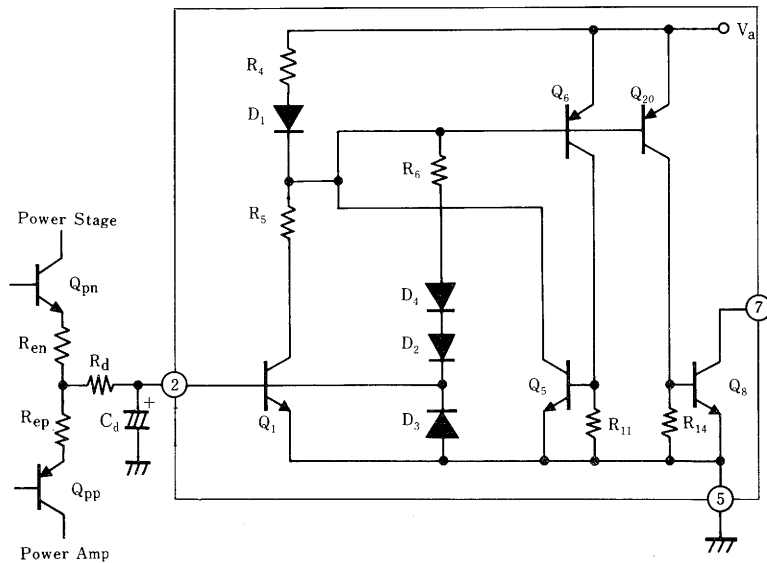 Va
R4
D1
Q6
Q20
R6
R5
Power Stage
Qpn
Ren
Rd
D4
D2
7
2
Q5
Q8
Rep
Cd
+
Q1
D3
R11
R14
Qpp
5
Power Amp